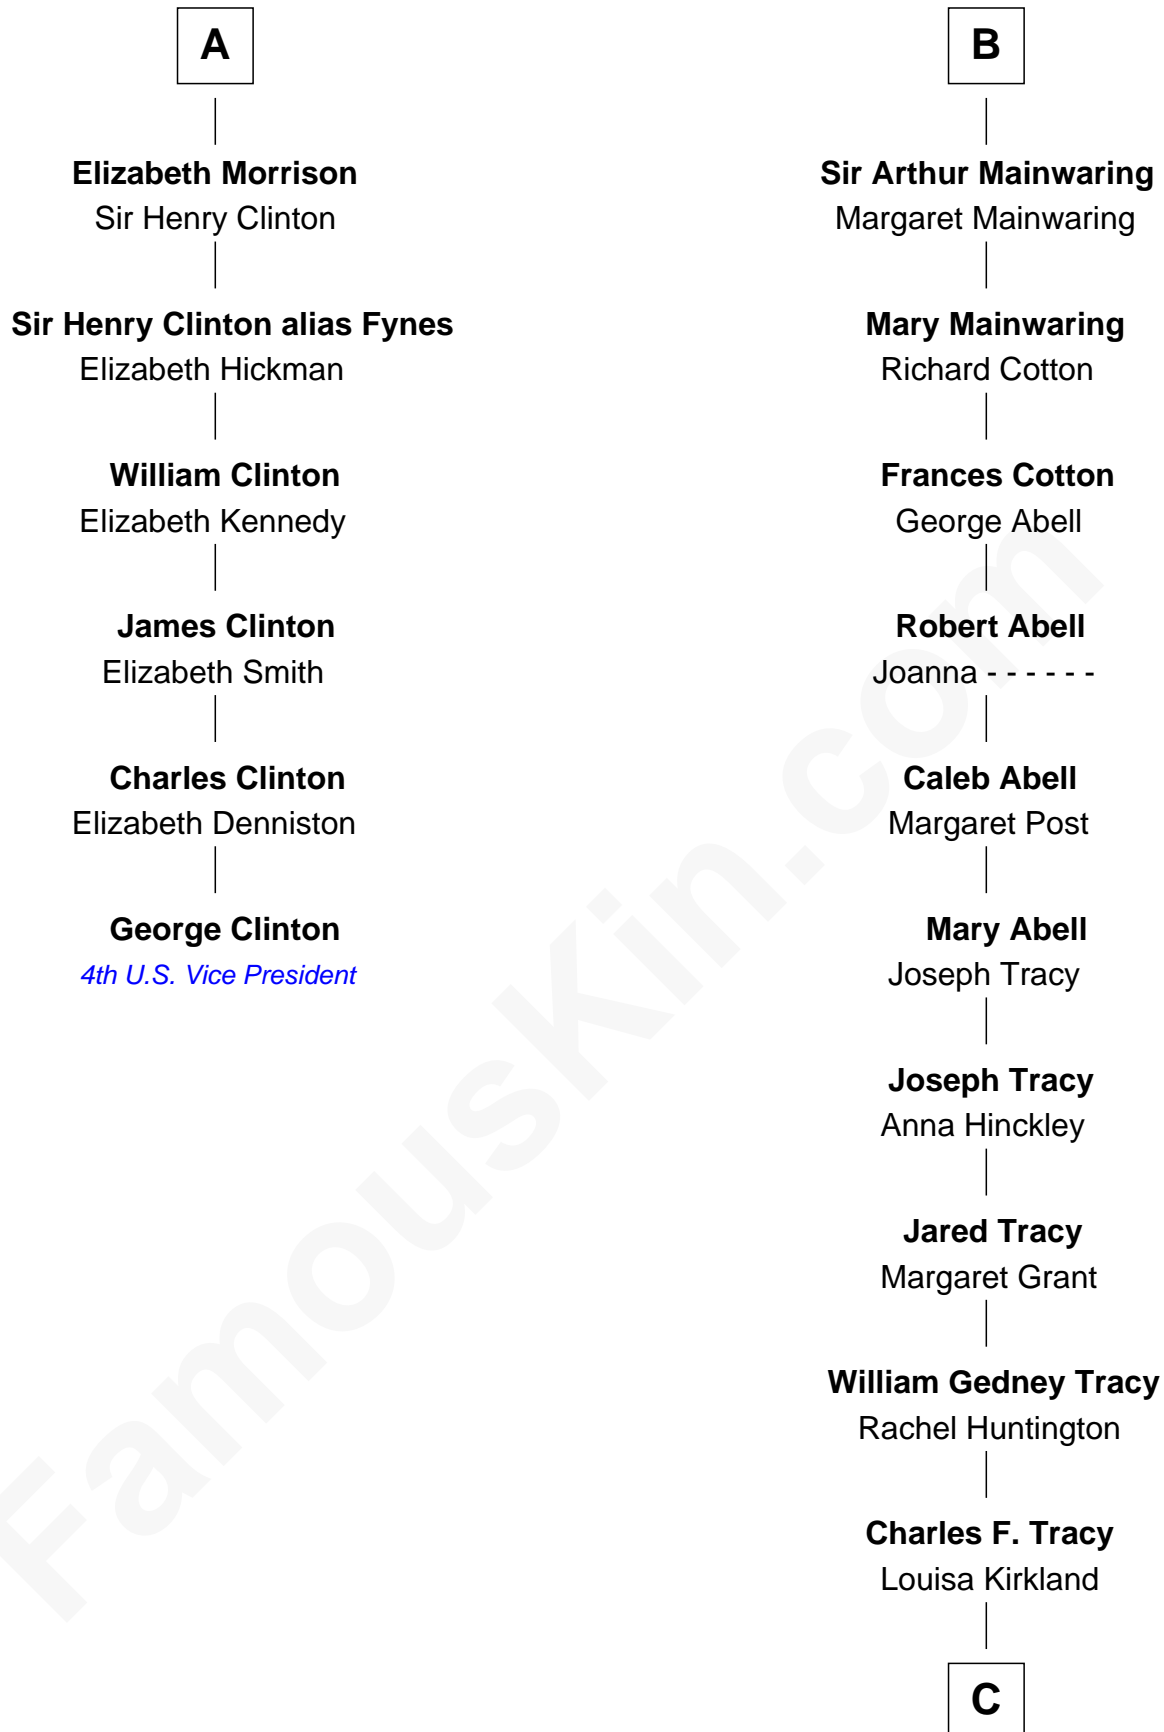 A
Elizabeth Morrison
Sir Henry Clinton
Sir Henry Clinton alias Fynes
Elizabeth Hickman
William Clinton
Elizabeth Kennedy
James Clinton
Elizabeth Smith
Charles Clinton
Elizabeth Denniston
George Clinton
4th U.S. Vice President
B
Sir Arthur Mainwaring
Margaret Mainwaring
Mary Mainwaring
Richard Cotton
Frances Cotton
George Abell
Robert Abell
Joanna - - - - - -
Caleb Abell
Margaret Post
Mary Abell
Joseph Tracy
Joseph Tracy
Anna Hinckley
Jared Tracy
Margaret Grant
William Gedney Tracy
Rachel Huntington
Charles F. Tracy
Louisa Kirkland
C
FamousKin.com